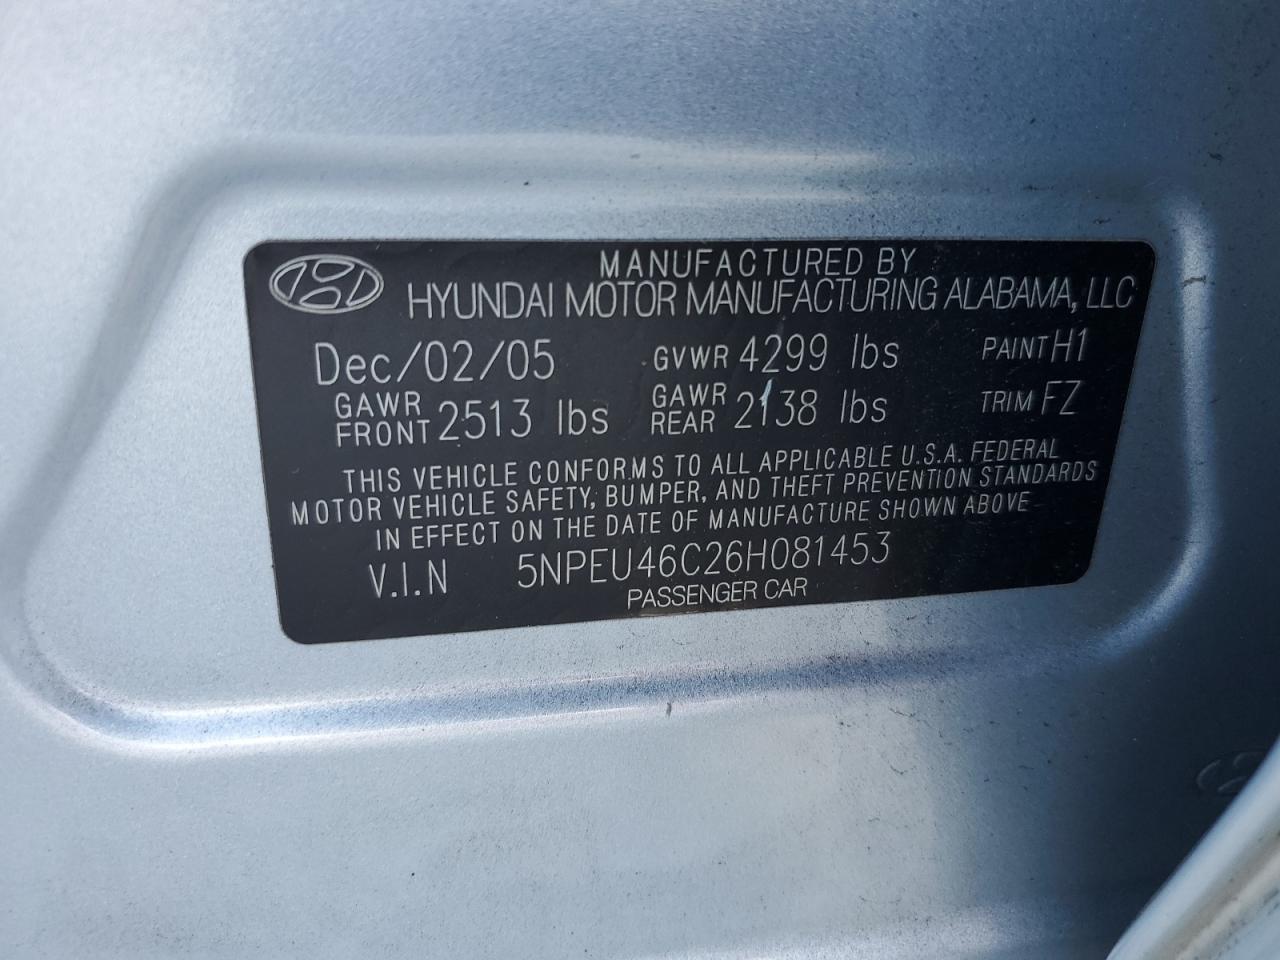 MANUFACTURED BY
HYUNDAI MOTOR MANUFACTURING ALABAMA, LLC
Dec/02/05 GVWR 4299 lbs PAINT H1
GAWR FRONT 2513 lbs GAWR REAR 2138 lbs TRIM FZ
THIS VEHICLE CONFORMS TO ALL APPLICABLE U.S.A. FEDERAL
MOTOR VEHICLE SAFETY, BUMPER, AND THEFT PREVENTION STANDARDS
IN EFFECT ON THE DATE OF MANUFACTURE SHOWN ABOVE
V.I.N 5NPEU46C26H081453
PASSENGER CAR